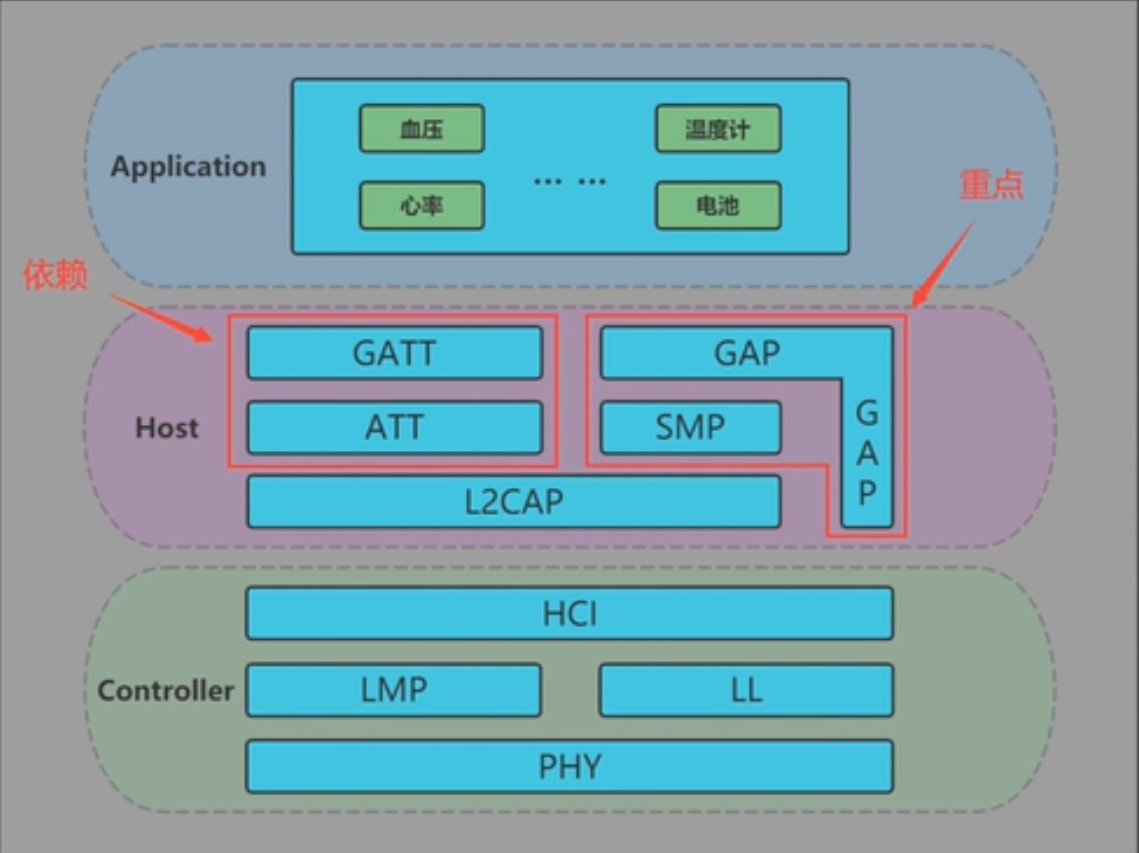 血压
温度计
Application
... ...
重点
心率
电池
依赖
GATT
GAP
Host
ATT
SMP
G
A
P
L2CAP
HCI
Controller
LMP
LL
PHY